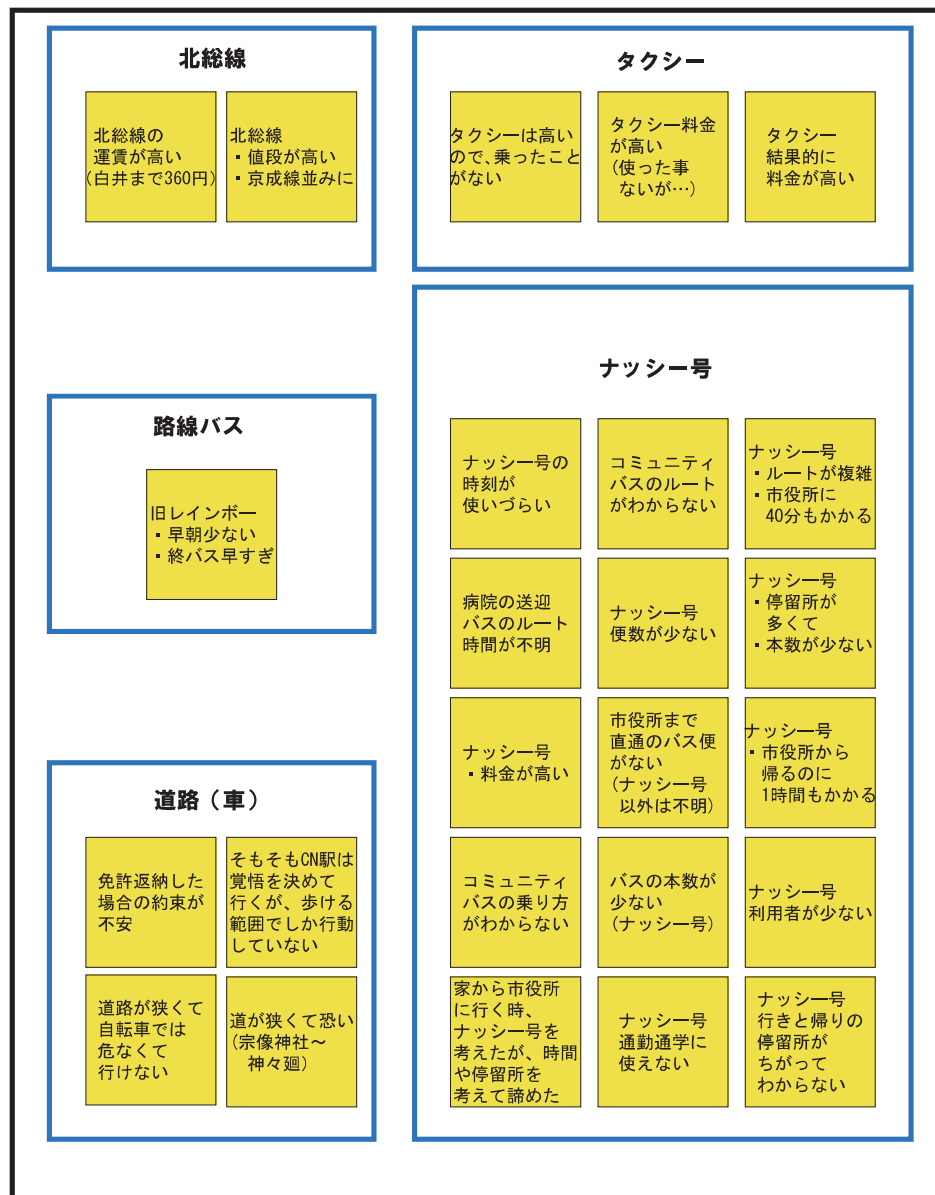 北総線
北総線の
運賃が高い
(白井まで360円)
北総線
・値段が高い
・京成線並みに
タクシー
タクシーは高い
ので、乗ったこと
がない
タクシー料金
が高い
(使った事
ないが…)
タクシー
結果的に
料金が高い
路線バス
旧レインボー
・早朝少ない
・終バス早すぎ
道路（車）
免許返納した
場合の約束が
不安
そもそもCN駅は
覚悟を決めて
行くが、歩ける
範囲でしか行動
していない
道路が狭くて
自転車では
危なくて
行けない
道が狭くて恐い
(宗像神社～
神々廻)
ナッシー号
ナッシー号の
時刻が
使いづらい
コミュニティ
バスのルート
がわからない
ナッシー号
・ルートが複雑
・市役所に
40分もかかる
病院の送迎
バスのルート
時間が不明
ナッシー号
便数が少ない
ナッシー号
・停留所が
多くて
・本数が少ない
ナッシー号
・料金が高い
市役所まで
直通のバス便
がない
(ナッシー号
以外は不明)
ナッシー号
・市役所から
帰るのに
1時間もかかる
コミュニティ
バスの乗り方
がわからない
バスの本数が
少ない
(ナッシー号)
ナッシー号
利用者が少ない
家から市役所
に行く時、
ナッシー号を
考えたが、時間
や停留所を
考えて諦めた
ナッシー号
通勤通学に
使えない
ナッシー号
行きと帰りの
停留所が
ちがって
わからない